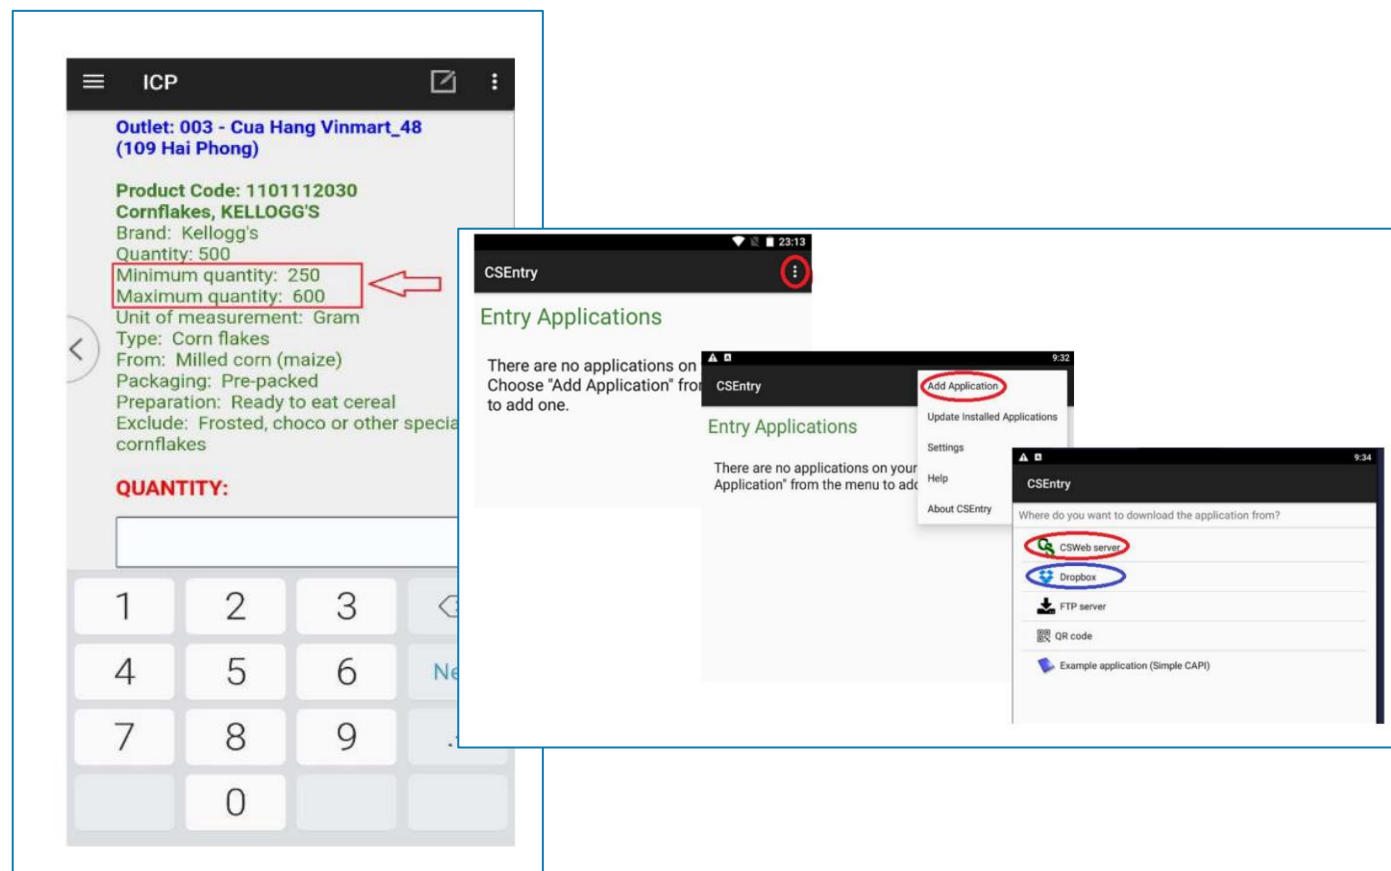 ICP
Outlet: 003 - Cua Hang Vinmart_48
(109 Hai Phong)
Product Code: 1101112030
Cornflakes, KELLOGG'S
Brand: Kellogg's
Quantity: 500
Minimum quantity: 250
Maximum quantity: 600
Unit of measurement: Gram
Type: Corn flakes
From: Milled corn (maize)
Packaging: Pre-packed
Preparation: Ready to eat cereal
Exclude: Frosted, choco or other specia
cornflakes
QUANTITY:
1 2 3
4 5 6 Ne
7 8 9
0
23:13
CSEntry
Entry Applications
There are no applications on
Choose "Add Application" fro
to add one.
9:32
CSEntry
Add Application
Update Installed Applications
Settings
Help
About CSEntry
Entry Applications
There are no applications on your
Application" from the menu to add
9:34
CSEntry
Where do you want to download the application from?
CSWeb server
Dropbox
FTP server
QR code
Example application (Simple CAPI)